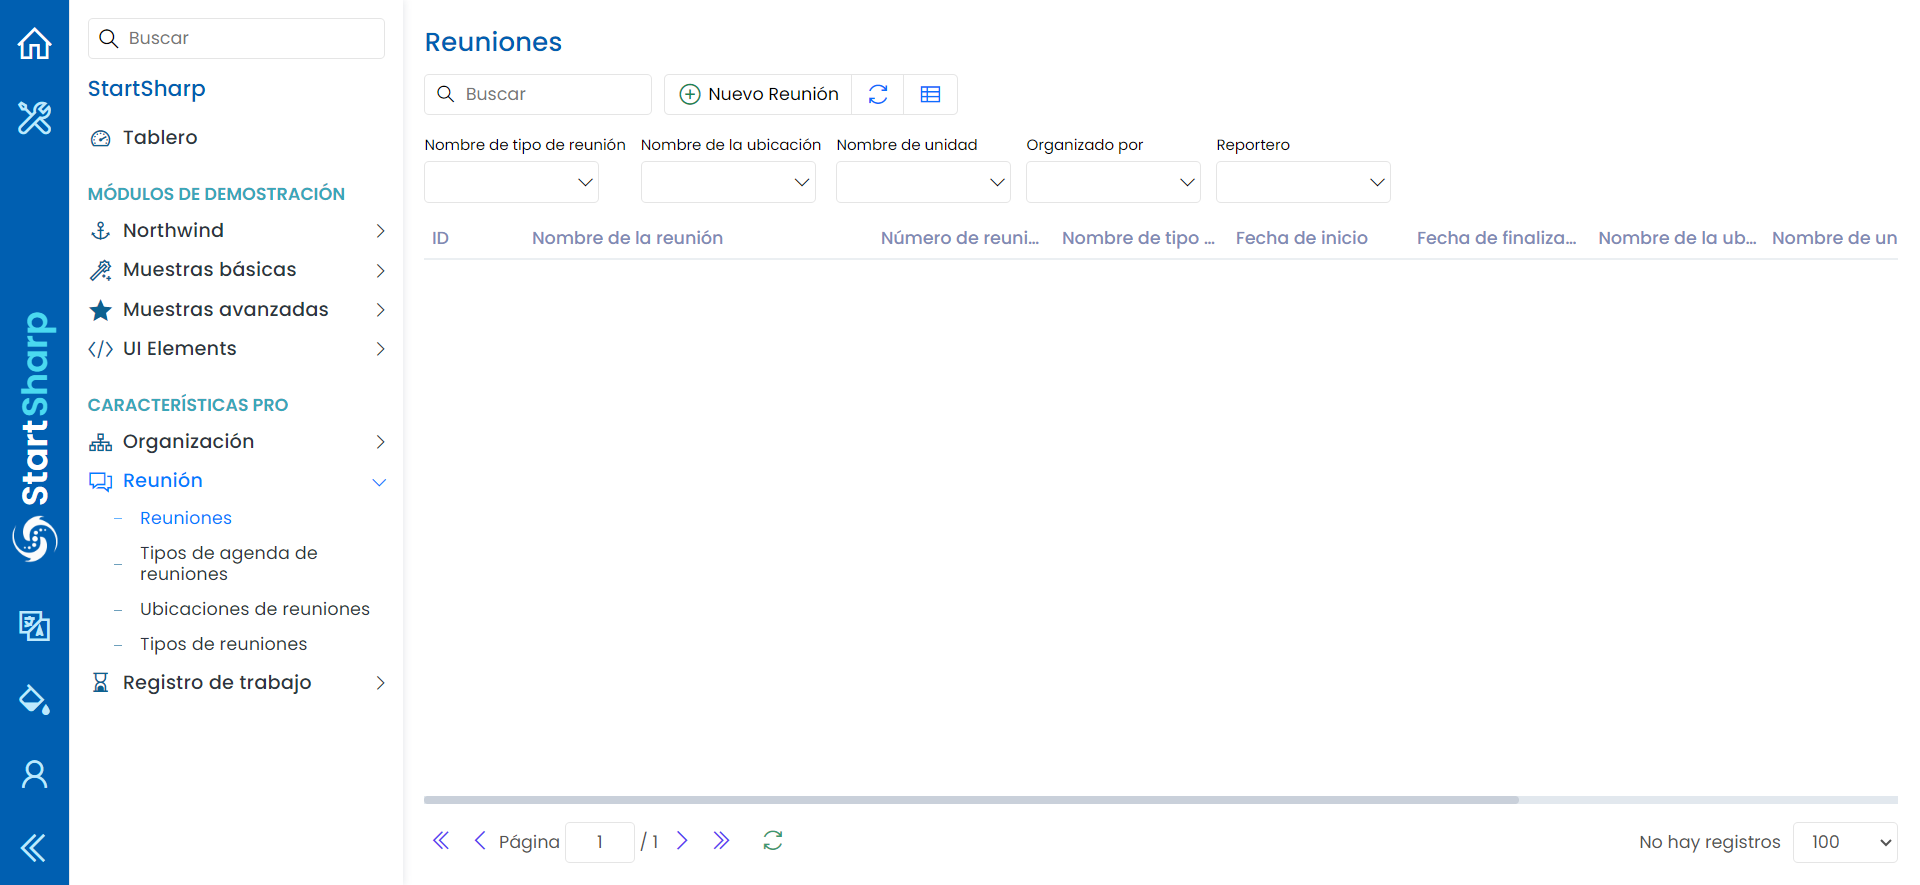 StartSharp
Buscar
StartSharp
Tablero
MÓDULOS DE DEMOSTRACIÓN
Northwind
Muestras básicas
Muestras avanzadas
UI Elements
CARACTERÍSTICAS PRO
Organización
Reunión
Reuniones
Tipos de agenda de
reuniones
Ubicaciones de reuniones
Tipos de reuniones
Registro de trabajo
Reuniones
Buscar
Nuevo Reunión
Nombre de tipo de reunión Nombre de la ubicación Nombre de unidad Organizado por Reportero
ID Nombre de la reunión Número de reuni... Nombre de tipo ... Fecha de inicio Fecha de finaliza... Nombre de la ub... Nombre de un
Página 1 / 1
No hay registros 100